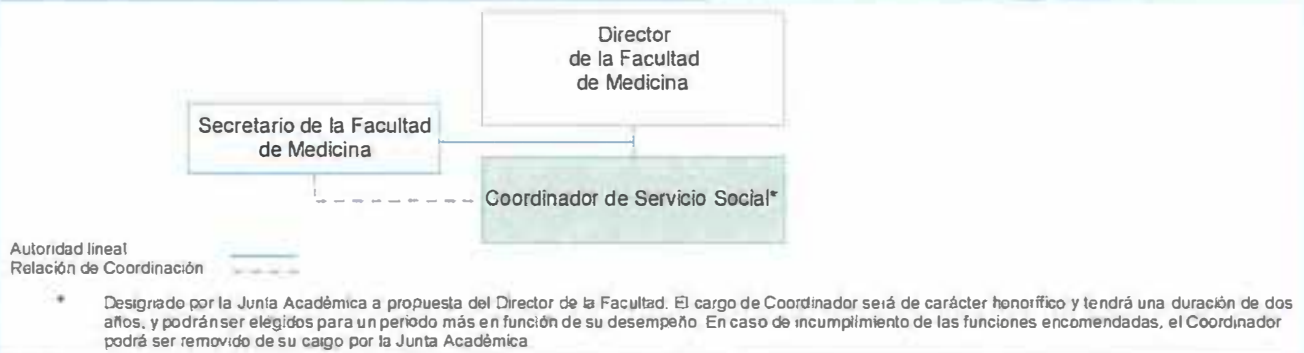 Director
de la Facultad
de Medicina
Secretario de la Facultad
de Medicina
Coordinador de Servicio Social*
Autoridad lineal
Relación de Coordinación
* Designado por la Junta Académica a propuesta del Director de la Facultad. El cargo de Coordinador será de carácter honorífico y tendrá una duración de dos
años, y podrán ser elegidos para un periodo más en función de su desempeño. En caso de incumplimiento de las funciones encomendadas, el Coordinador
podrá ser removido de su cargo por la Junta Académica